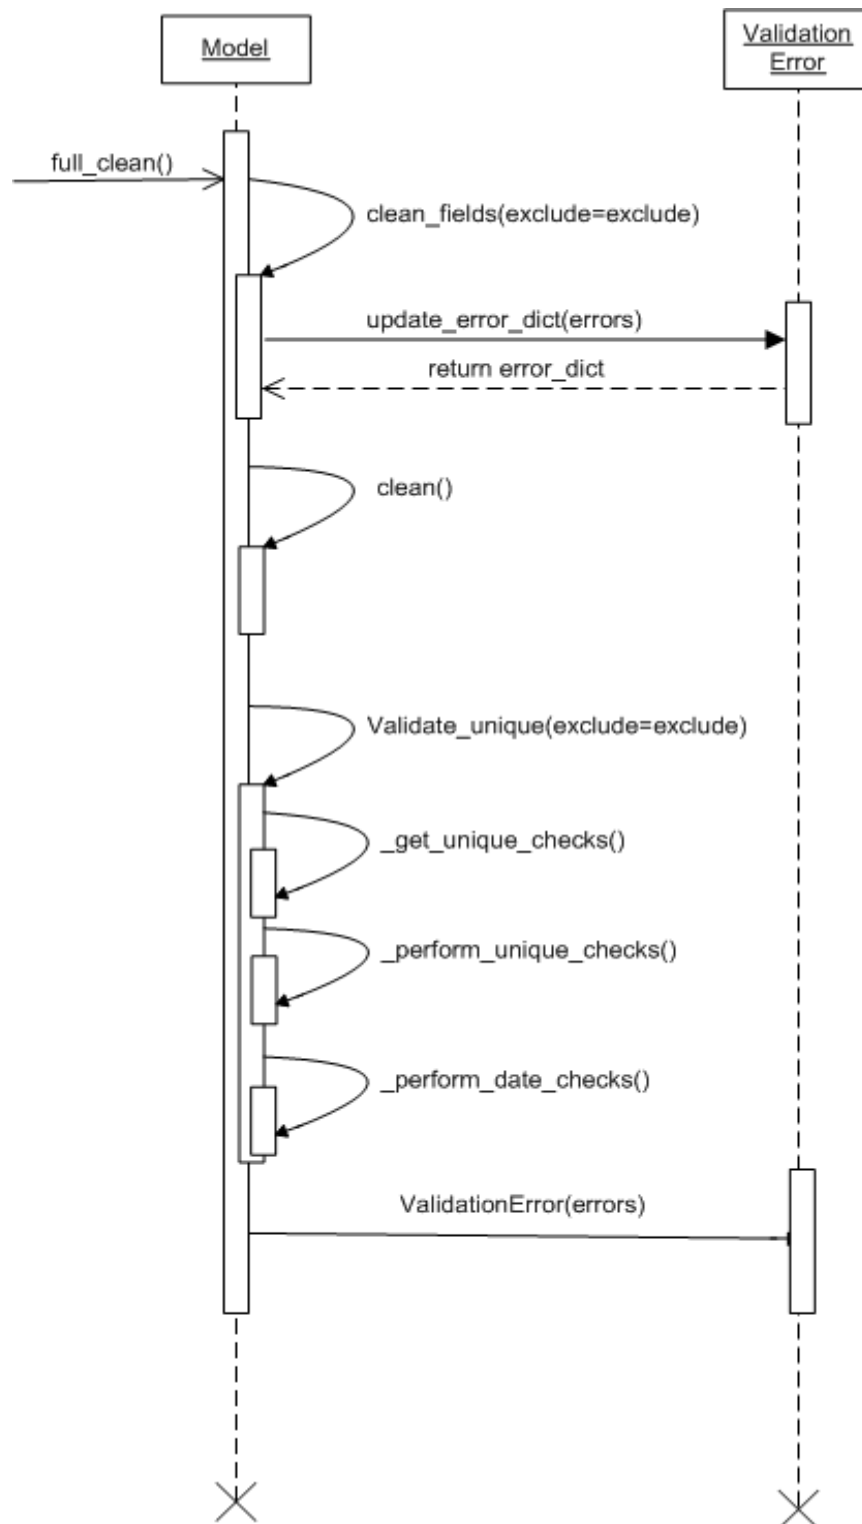 Model
Validation
Error
full_clean()
clean_fields(exclude=exclude)
update_error_dict(errors)
return error_dict
clean()
Validate_unique(exclude=exclude)
_get_unique_checks()
_perform_unique_checks()
_perform_date_checks()
ValidationError(errors)